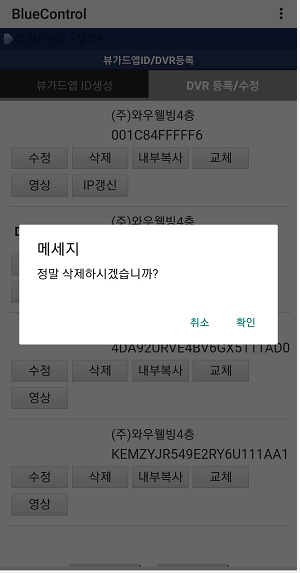 BlueControl
뷰가드앱ID/DVR등록
뷰가드앱 ID생성
DVR 등록/수정
(주)와우웰빙4층
001C84FFFFF6
수정 삭제 내부복사 교체
영상 IP갱신
(주)와우웰빙4층
메세지
정말 삭제하시겠습니까?
취소 확인
4DA92URVE4BV6GX5111AD0
수정 삭제 내부복사 교체
영상
(주)와우웰빙4층
KEMZYJR549E2RY6U111AA1
수정 삭제 내부복사 교체
영상